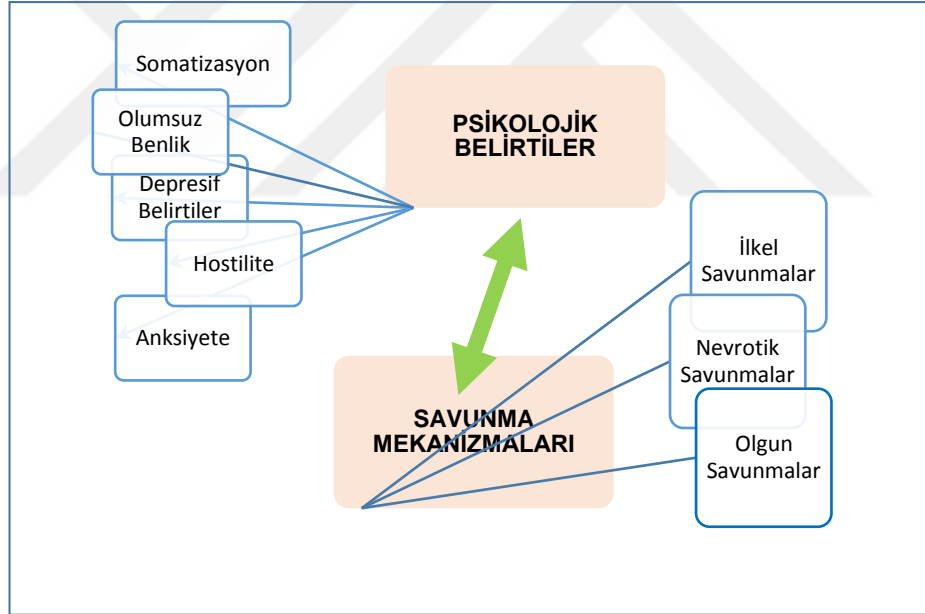 Somatizasyon
Olumsuz
Benlik
Depresif
Belirtiler
Hostilite
Anksiyete
PSİKOLOJİK
BELİRTİLER
SAVUNMA
MEKANİZMALARI
İlkel
Savunmalar
Nevrotik
Savunmalar
Olgun
Savunmalar